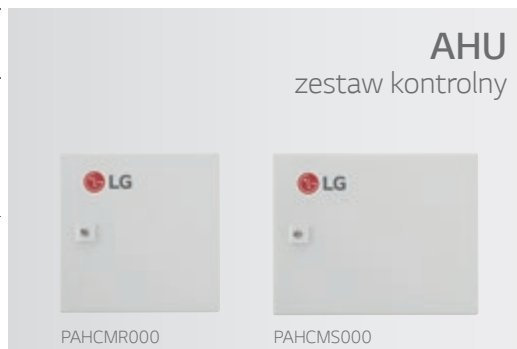 AHU
zestaw kontrolny
LG
LG
PAHCMR000
PAHCMS000